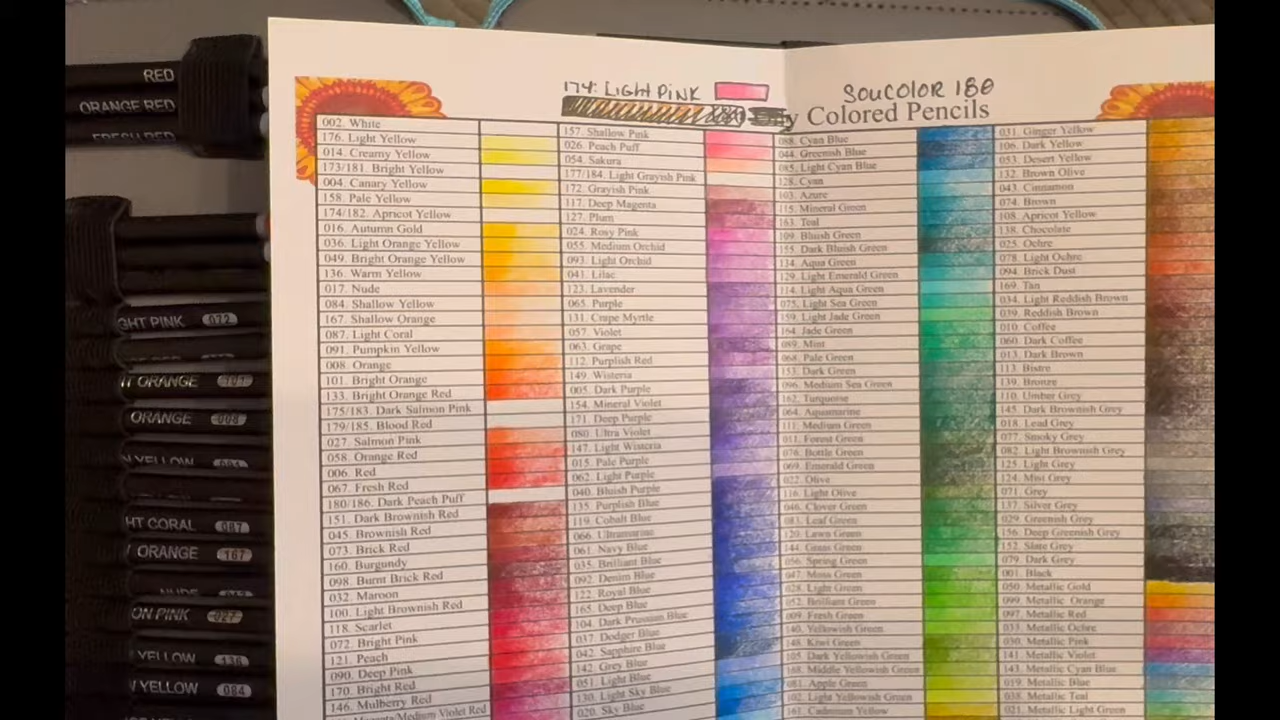 RED
ORANGE RED
FRESH RED
GHT PINK 072
ORANGE 101
ORANGE 008
YELLOW
HT CORAL 087
ORANGE 167
ON PINK 027
YELLOW 136
YELLOW 084
174: LIGHT PINK
SOUCOLOR 180
Colored Pencils
002. White
176. Light Yellow
014. Creamy Yellow
173/181. Bright Yellow
004. Canary Yellow
158. Pale Yellow
174/182. Apricot Yellow
016. Autumn Gold
036. Light Orange Yellow
049. Bright Orange Yellow
136. Warm Yellow
017. Nude
084. Shallow Yellow
167. Shallow Orange
087. Light Coral
091. Pumpkin Yellow
008. Orange
101. Bright Orange
133. Bright Orange Red
175/183. Dark Salmon Pink
179/185. Blood Red
027. Salmon Pink
058. Orange Red
006. Red
067. Fresh Red
180/186. Dark Peach Puff
151. Dark Brownish Red
045. Brownish Red
073. Brick Red
160. Burgundy
098. Burnt Brick Red
032. Maroon
100. Light Brownish Red
118. Scarlet
072. Bright Pink
121. Peach
090. Deep Pink
170. Bright Red
146. Mulberry Red
Magenta/Medium Violet Red
157. Shallow Pink
026. Peach Puff
054. Sakura
177/184. Light Grayish Pink
172. Grayish Pink
117. Deep Magenta
127. Plum
024. Rosy Pink
055. Medium Orchid
093. Light Orchid
041. Lilac
123. Lavender
065. Purple
131. Crape Myrtle
057. Violet
063. Grape
112. Purplish Red
149. Wisteria
005. Dark Purple
154. Mineral Violet
171. Deep Purple
080. Ultra Violet
147. Light Wisteria
015. Pale Purple
062. Light Purple
040. Bluish Purple
135. Purplish Blue
119. Cobalt Blue
066. Ultramarine
061. Navy Blue
035. Brilliant Blue
092. Denim Blue
122. Royal Blue
165. Deep Blue
104. Dark Prussian Blue
037. Dodger Blue
042. Sapphire Blue
142. Grey Blue
051. Light Blue
130. Light Sky Blue
020. Sky Blue
088. Cyan Blue
044. Greenish Blue
085. Light Cyan Blue
128. Cyan
103. Azure
115. Mineral Green
163. Teal
109. Bluish Green
155. Dark Bluish Green
134. Aqua Green
129. Light Emerald Green
114. Light Aqua Green
075. Light Sea Green
159. Light Jade Green
164. Jade Green
089. Mint
068. Pale Green
153. Dark Green
096. Medium Sea Green
162. Turquoise
064. Aquamarine
111. Medium Green
011. Forest Green
076. Bottle Green
069. Emerald Green
022. Olive
116. Light Olive
046. Clover Green
083. Leaf Green
120. Lawn Green
144. Grass Green
056. Spring Green
047. Moss Green
028. Light Green
052. Brilliant Green
009. Fresh Green
140. Yellowish Green
148. Kiwi Green
105. Dark Yellowish Green
168. Middle Yellowish Green
081. Apple Green
102. Light Yellowish Green
161. Cadmium Yellow
031. Ginger Yellow
106. Dark Yellow
053. Desert Yellow
132. Brown Olive
043. Cinnamon
074. Brown
108. Apricot Yellow
138. Chocolate
025. Ochre
078. Light Ochre
094. Brick Dust
169. Tan
034. Light Reddish Brown
039. Reddish Brown
010. Coffee
060. Dark Coffee
013. Dark Brown
113. Bistre
139. Bronze
110. Umber Grey
145. Dark Brownish Grey
018. Lead Grey
077. Smoky Grey
082. Light Brownish Grey
125. Light Grey
124. Mist Grey
071. Grey
137. Silver Grey
029. Greenish Grey
156. Deep Greenish Grey
152. Slate Grey
079. Dark Grey
001. Black
050. Metallic Gold
099. Metallic Orange
097. Metallic Red
033. Metallic Ochre
030. Metallic Pink
141. Metallic Violet
143. Metallic Cyan Blue
059. Metallic Blue
038. Metallic Teal
021. Metallic Light Green